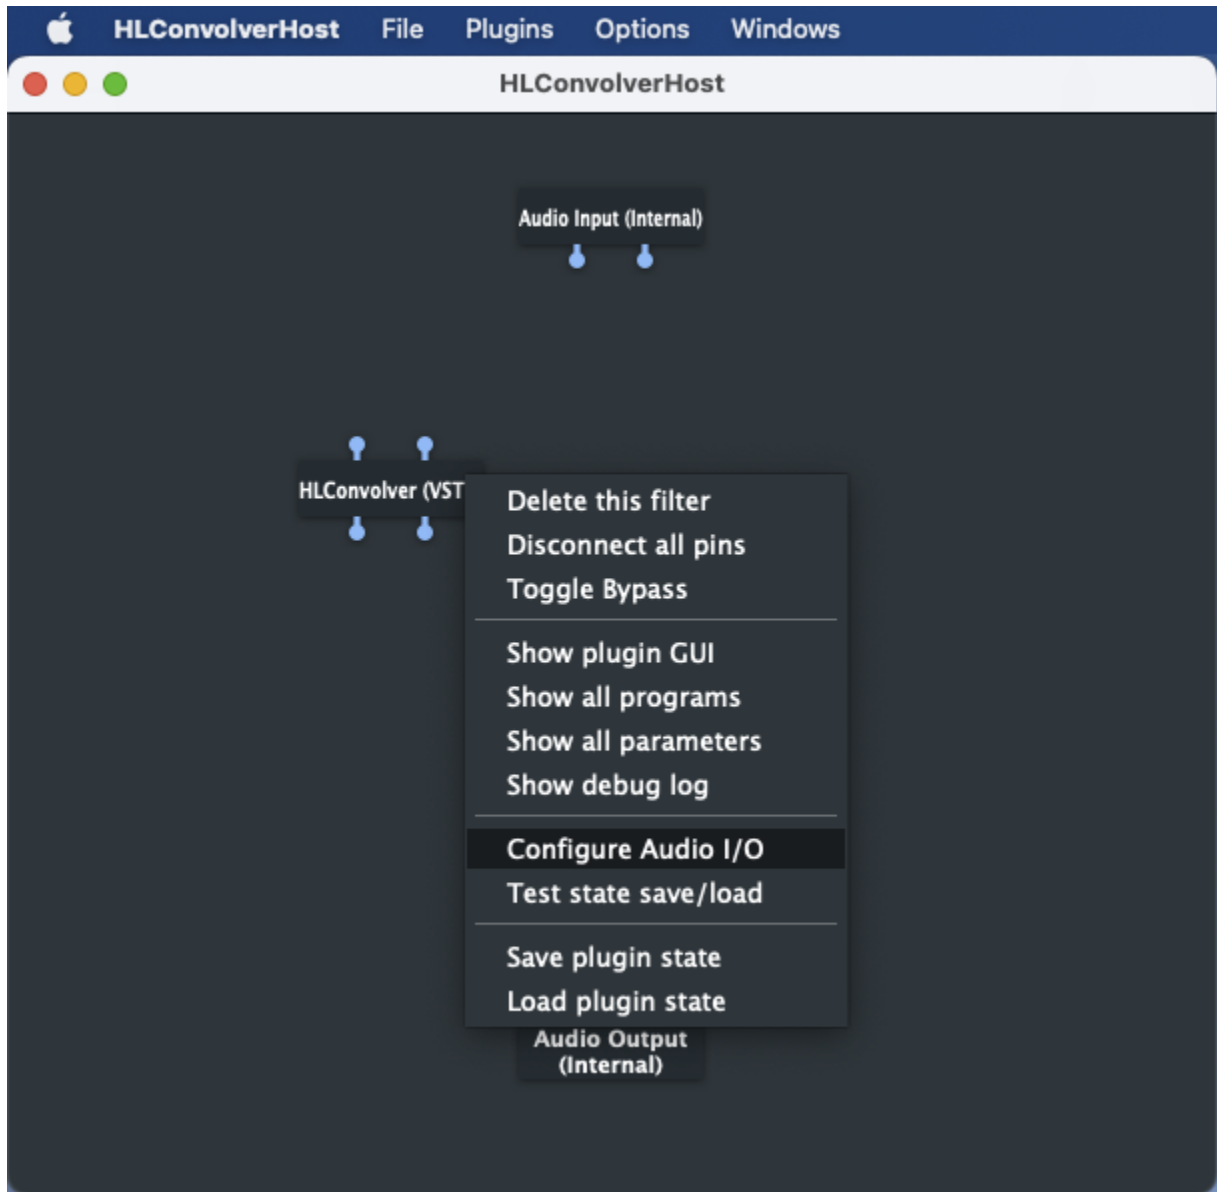 HLConvolverHost File Plugins Options Windows
HLConvolverHost
Audio Input (Internal)
HLConvolver (VST
Delete this filter
Disconnect all pins
Toggle Bypass
Show plugin GUI
Show all programs
Show all parameters
Show debug log
Configure Audio I/O
Test state save/load
Save plugin state
Load plugin state
Audio Output
(Internal)